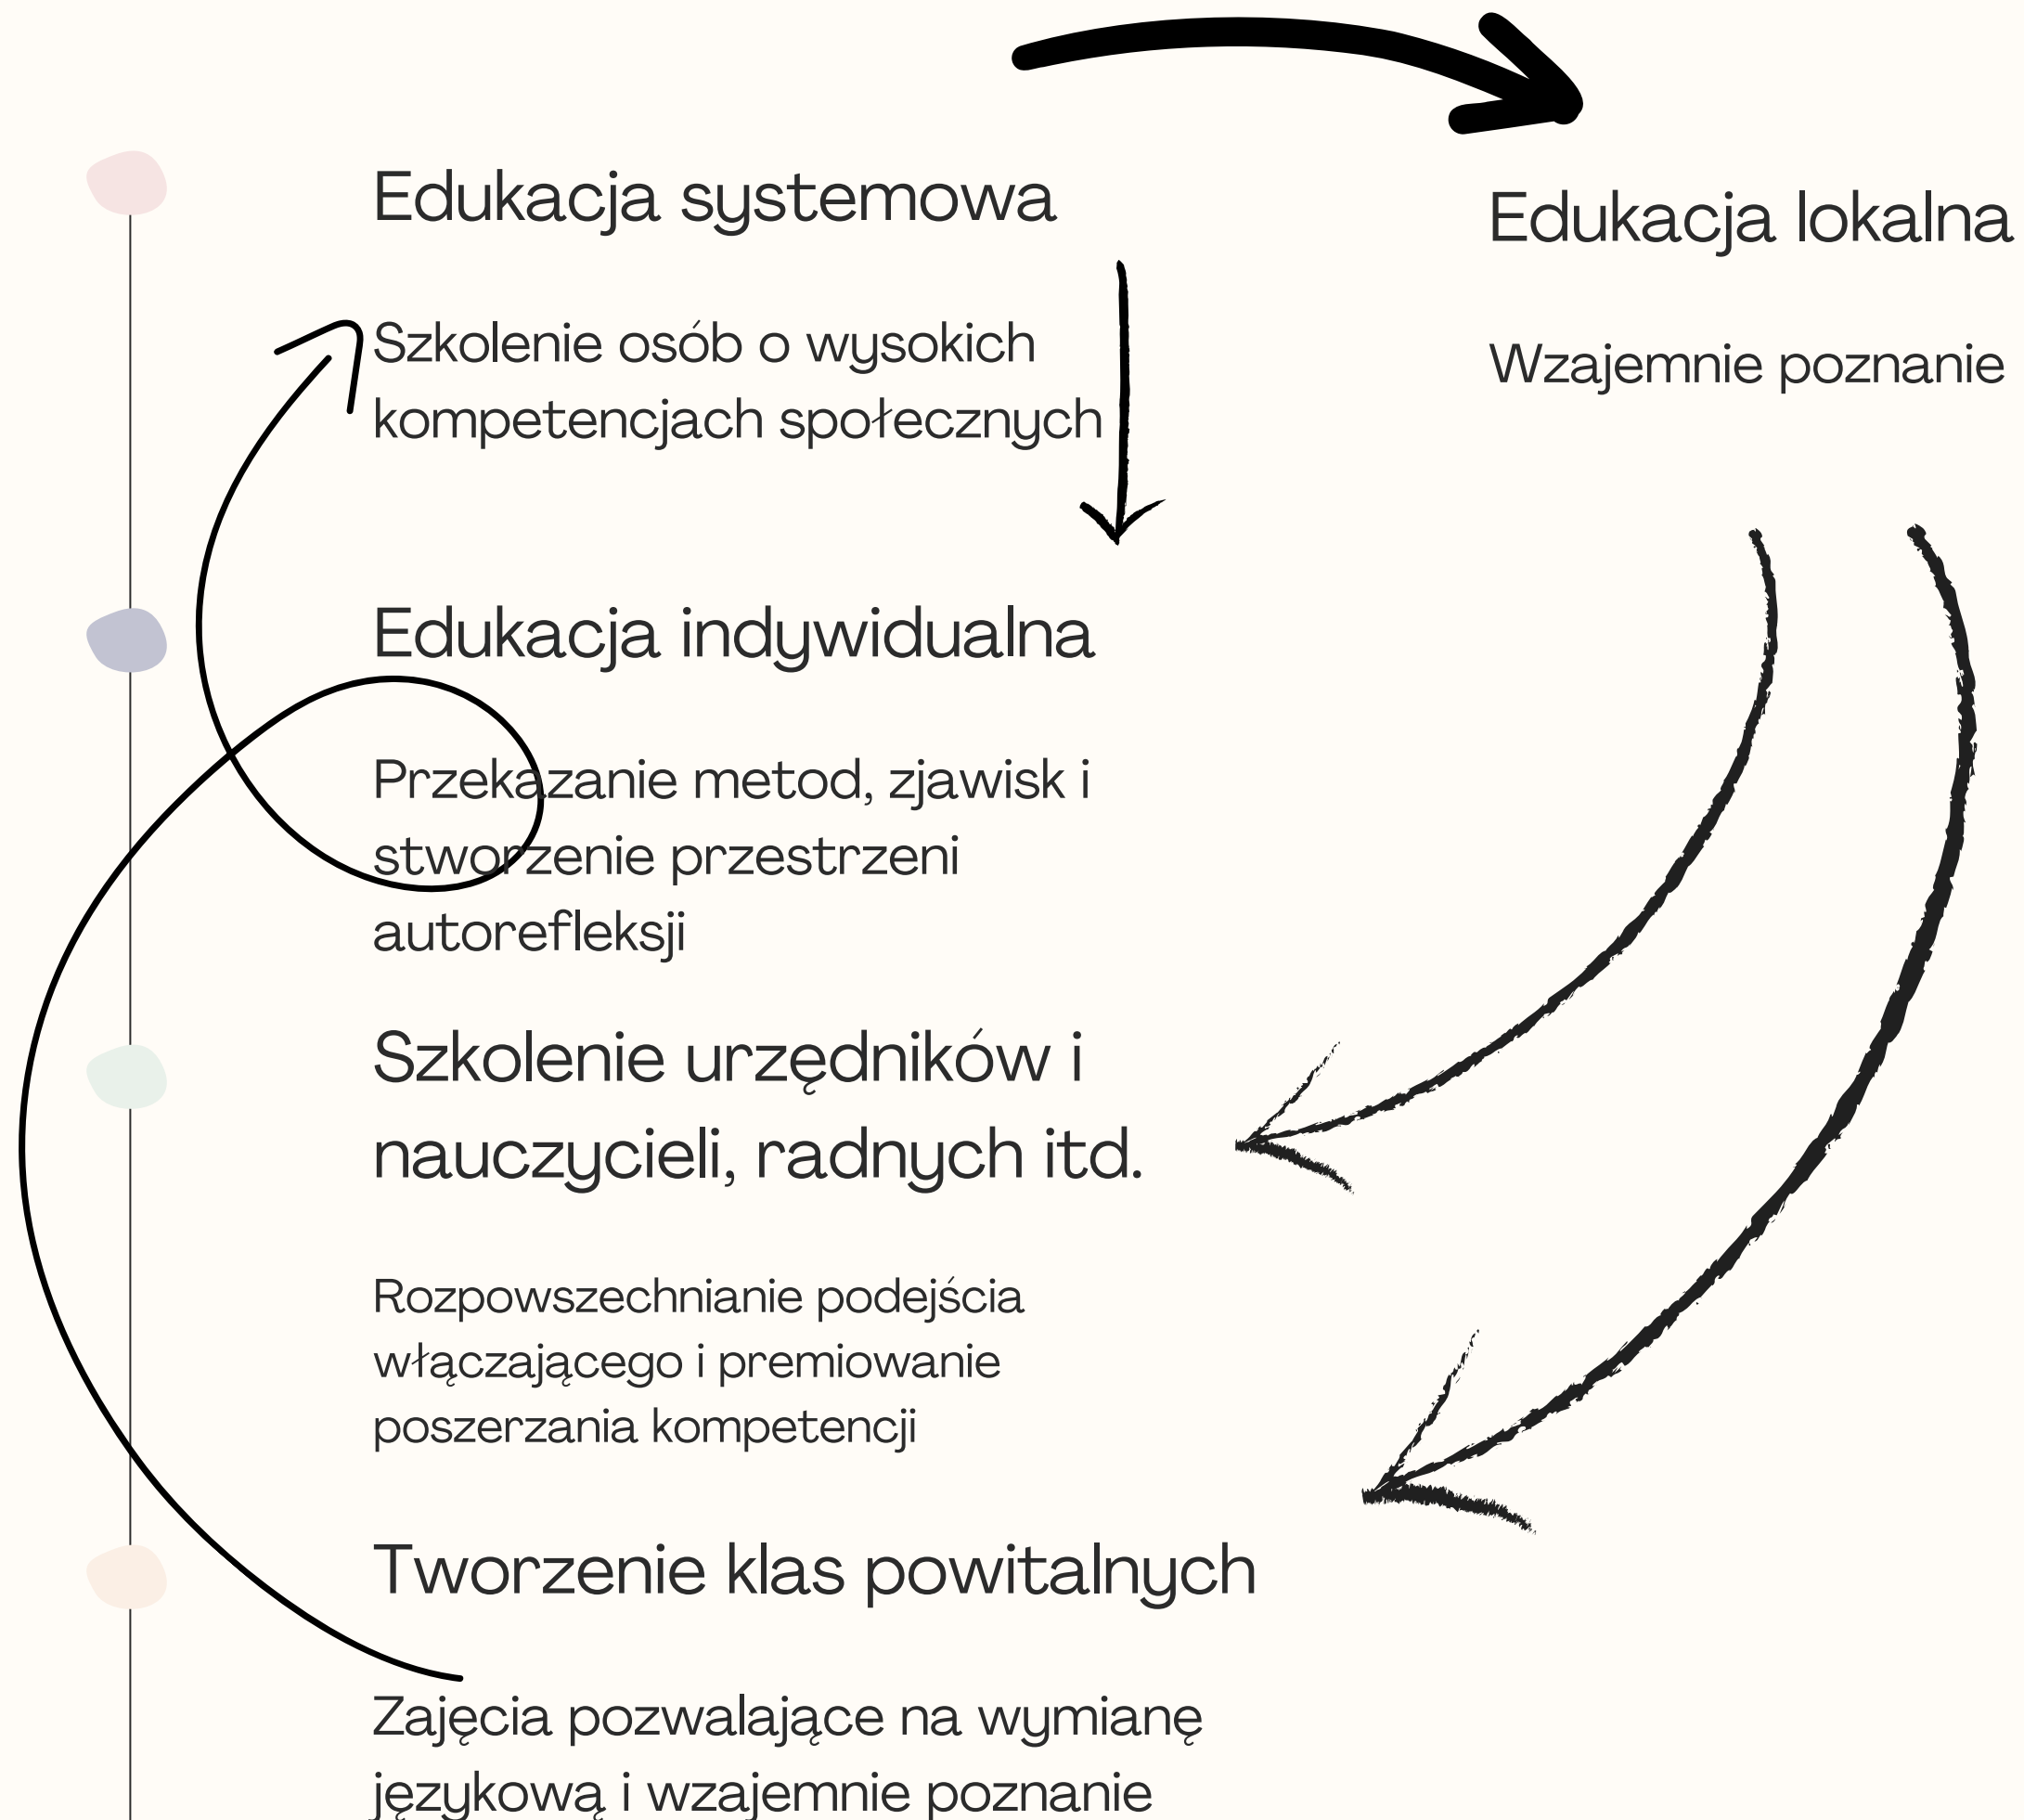 Edukacja systemowa
Szkolenie osób o wysokich
kompetencjach społecznych
Edukacja lokalna
Wzajemnie poznanie
Edukacja indywidualna
Przekazanie metod, zjawisk i
stworzenie przestrzeni
autorefleksji
Szkolenie urzędników i
nauczycieli, radnych itd.
Rozpowszechnianie podejścia
włączającego i premiowanie
poszerzania kompetencji
Tworzenie klas powitalnych
Zajęcia pozwalające na wymianę
językową i wzajemnie poznanie